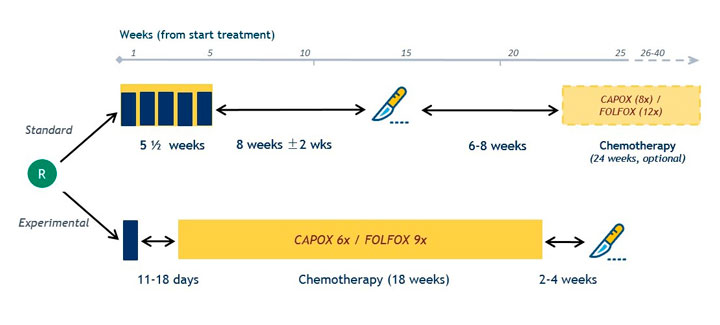 Weeks (from start treatment)
1 5 10 15 20 25 26-40
Standard
CAPOX (8x) /
FOLFOX (12x)
5 ½ weeks
8 weeks ±2 wks
6-8 weeks
Chemotherapy
(24 weeks, optional)
R
Experimental
CAPOX 6x / FOLFOX 9x
11-18 days
Chemotherapy (18 weeks)
2-4 weeks